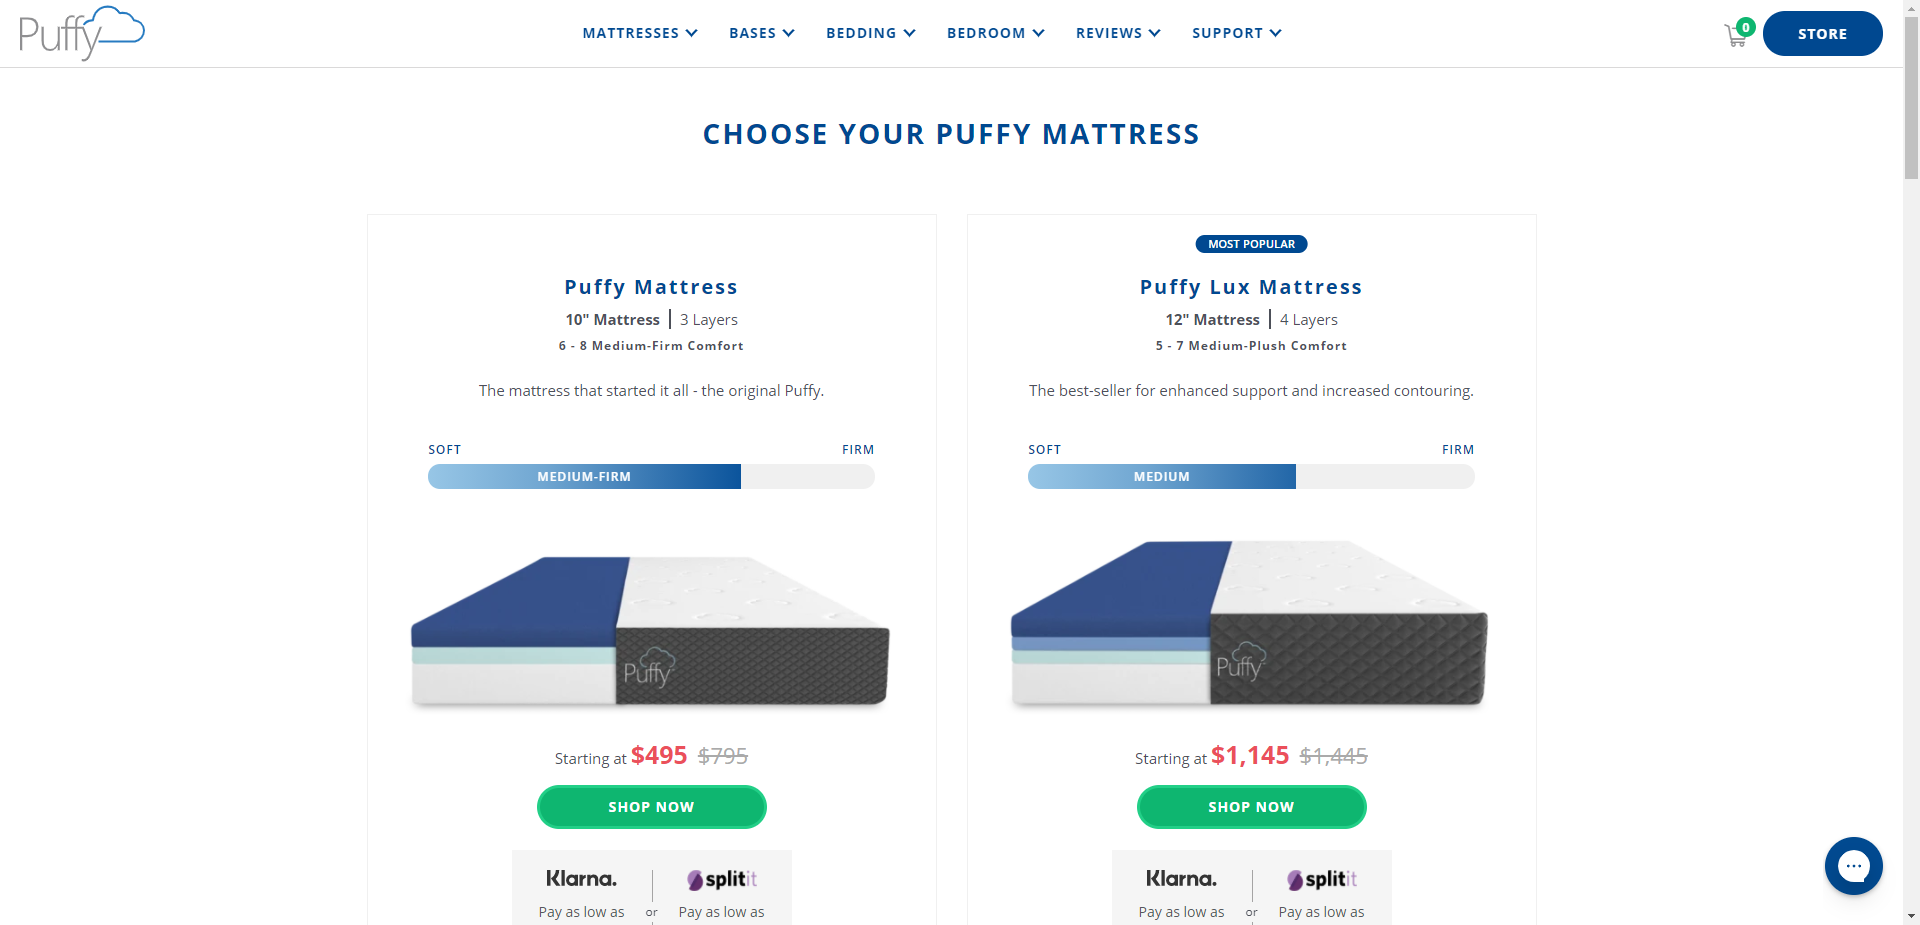 Puffy
MATTRESSES
BASES
BEDDING
BEDROOM
REVIEWS
SUPPORT
0
STORE
CHOOSE YOUR PUFFY MATTRESS
Puffy Mattress
10" Mattress | 3 Layers
6 - 8 Medium-Firm Comfort
The mattress that started it all - the original Puffy.
SOFT FIRM
MEDIUM-FIRM
Puffy
Starting at $495 $795
SHOP NOW
Klarna. splitit
Pay as low as or Pay as low as
MOST POPULAR
Puffy Lux Mattress
12" Mattress | 4 Layers
5 - 7 Medium-Plush Comfort
The best-seller for enhanced support and increased contouring.
SOFT FIRM
MEDIUM
Puffy
Starting at $1,145 $1,445
SHOP NOW
Klarna. splitit
Pay as low as or Pay as low as